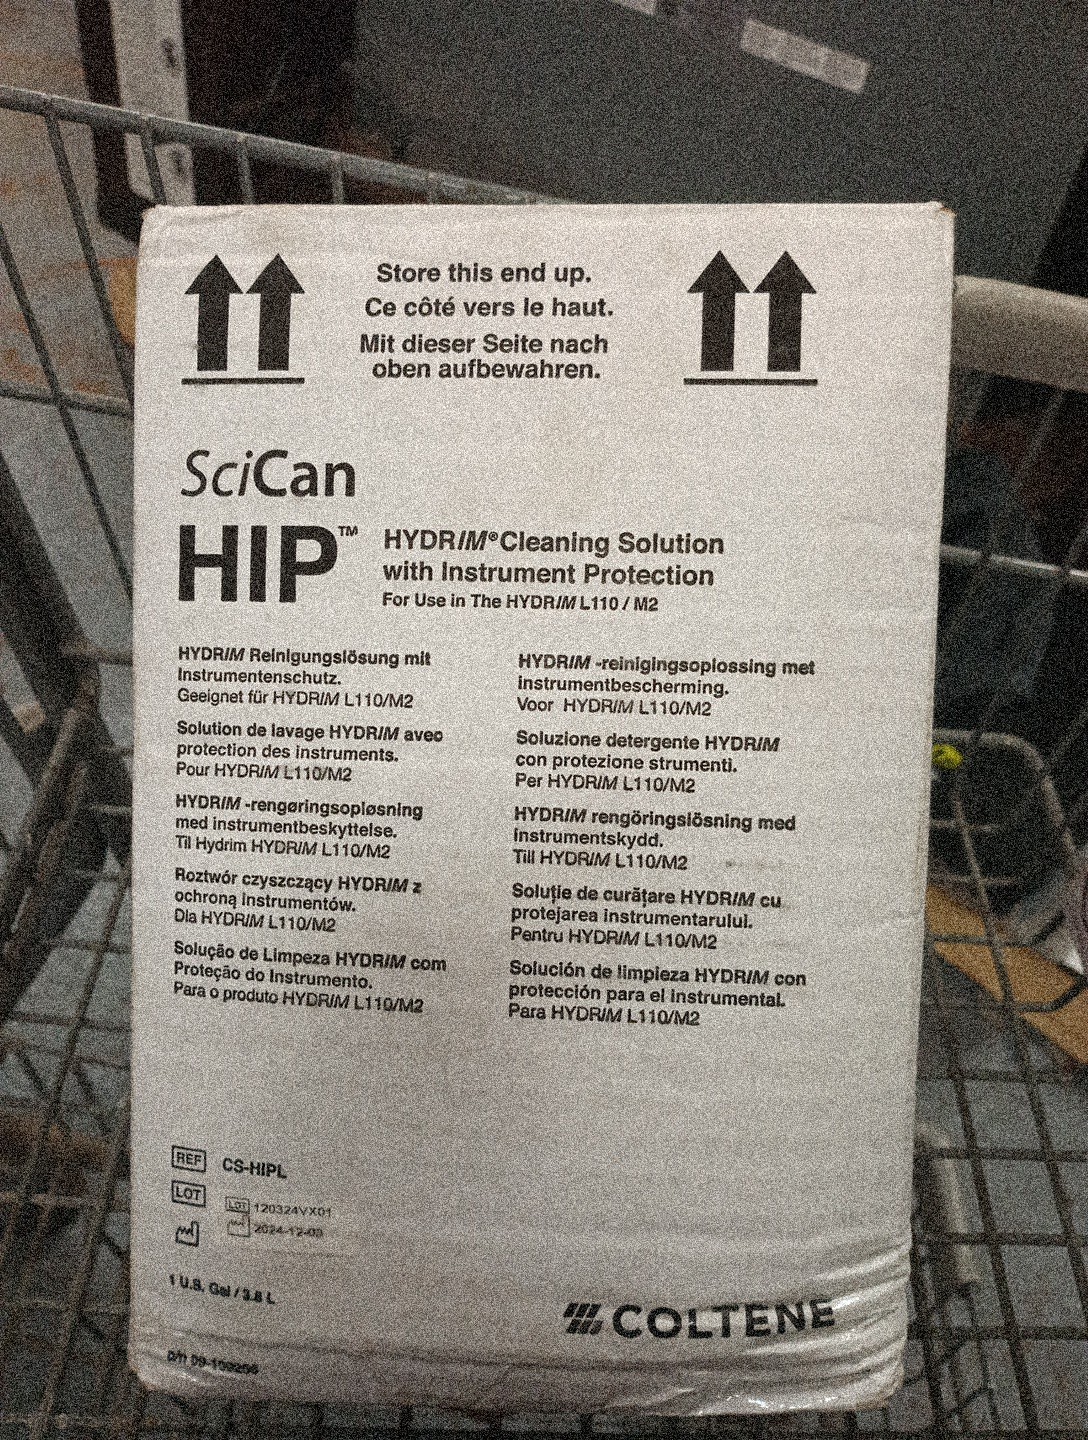 Store this end up.
Ce côté vers le haut.
Mit dieser Seite nach
oben aufbewahren.
SciCan
HIP™
HYDRIM® Cleaning Solution
with Instrument Protection
For Use in The HYDRIM L110 / M2
HYDRIM Reinigungslösung mit
Instrumentenschutz.
Geeignet für HYDRIM L110/M2
Solution de lavage HYDRIM avec
protection des instruments.
Pour HYDRIM L110/M2
HYDRIM -rengøringsopløsning
med instrumentbeskyttelse.
Til Hydrim HYDRIM L110/M2
Roztwór czyszczący HYDRIM z
ochroną instrumentów.
Dla HYDRIM L110/M2
Solução de Limpeza HYDRIM com
Proteção do Instrumento.
Para o produto HYDRIM L110/M2
HYDRIM -reinigingsoplossing met
instrumentbescherming.
Voor HYDRIM L110/M2
Soluzione detergente HYDRIM
con protezione strumenti.
Per HYDRIM L110/M2
HYDRIM rengöringslösning med
instrumentskydd.
Till HYDRIM L110/M2
Soluție de curățare HYDRIM cu
protejarea instrumentarului.
Pentru HYDRIM L110/M2
Solución de limpieza HYDRIM con
protección para el instrumental.
Para HYDRIM L110/M2
REF CS-HIPL
LOT
LOT 120324VX01
1 U.S. Gal / 3.8 L
COLTENE
p/n